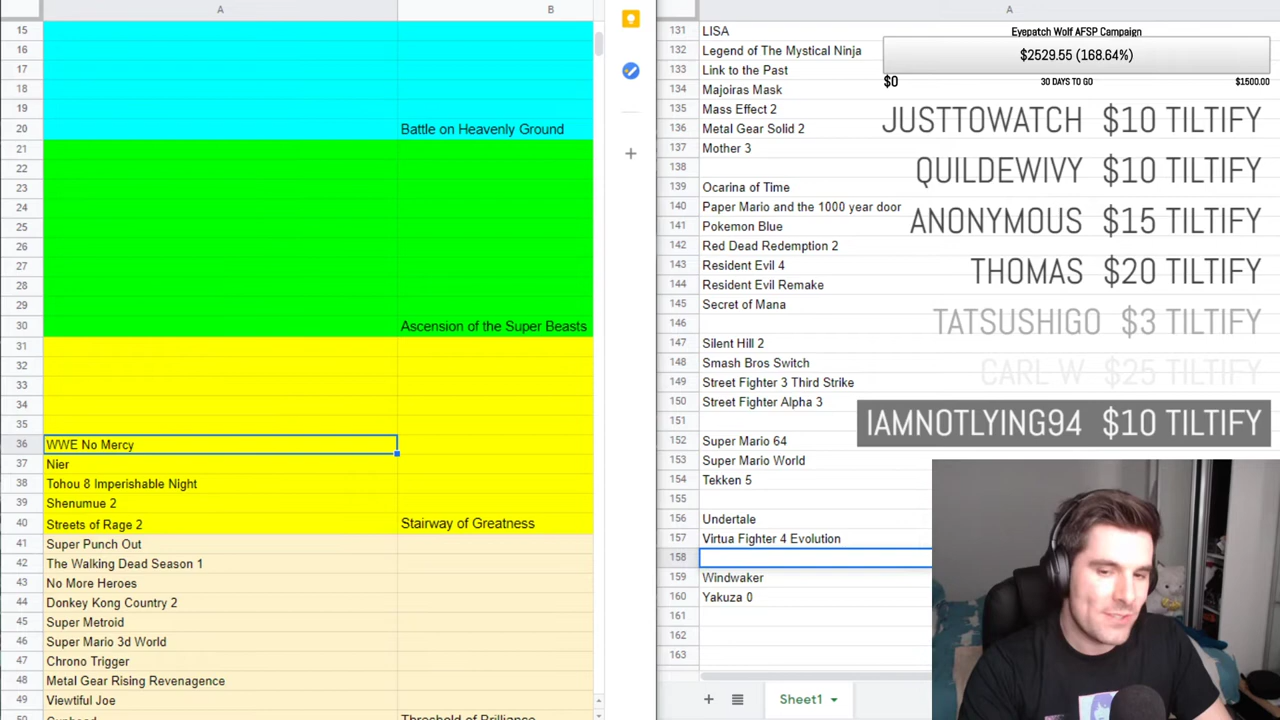 A
B
15
16
17
18
19
20 Battle on Heavenly Ground
21
22
23
24
25
26
27
28
29
30 Ascension of the Super Beasts
31
32
33
34
35
36 WWE No Mercy
37 Nier
38 Tohou 8 Imperishable Night
39 Shenumue 2
40 Streets of Rage 2 Stairway of Greatness
41 Super Punch Out
42 The Walking Dead Season 1
43 No More Heroes
44 Donkey Kong Country 2
45 Super Metroid
46 Super Mario 3d World
47 Chrono Trigger
48 Metal Gear Rising Revenagence
49 Viewtiful Joe
50 Cuphead Threshold of Brilliance
A
131 LISA
132 Legend of The Mystical Ninja
133 Link to the Past
134 Majoiras Mask
135 Mass Effect 2
136 Metal Gear Solid 2
137 Mother 3
138
139 Ocarina of Time
140 Paper Mario and the 1000 year door
141 Pokemon Blue
142 Red Dead Redemption 2
143 Resident Evil 4
144 Resident Evil Remake
145 Secret of Mana
146
147 Silent Hill 2
148 Smash Bros Switch
149 Street Fighter 3 Third Strike
150 Street Fighter Alpha 3
151
152 Super Mario 64
153 Super Mario World
154 Tekken 5
155
156 Undertale
157 Virtua Fighter 4 Evolution
158
159 Windwaker
160 Yakuza 0
161
162
163
Sheet1
Eyepatch Wolf AFSP Campaign
$2529.55 (168.64%)
$0 30 DAYS TO GO $1500.00
JUSTTOWATCH $10 TILTIFY
QUILDEWIVY $10 TILTIFY
ANONYMOUS $15 TILTIFY
THOMAS $20 TILTIFY
TATSUSHIGO $3 TILTIFY
CARL W $25 TILTIFY
IAMNOTLYING94 $10 TILTIFY